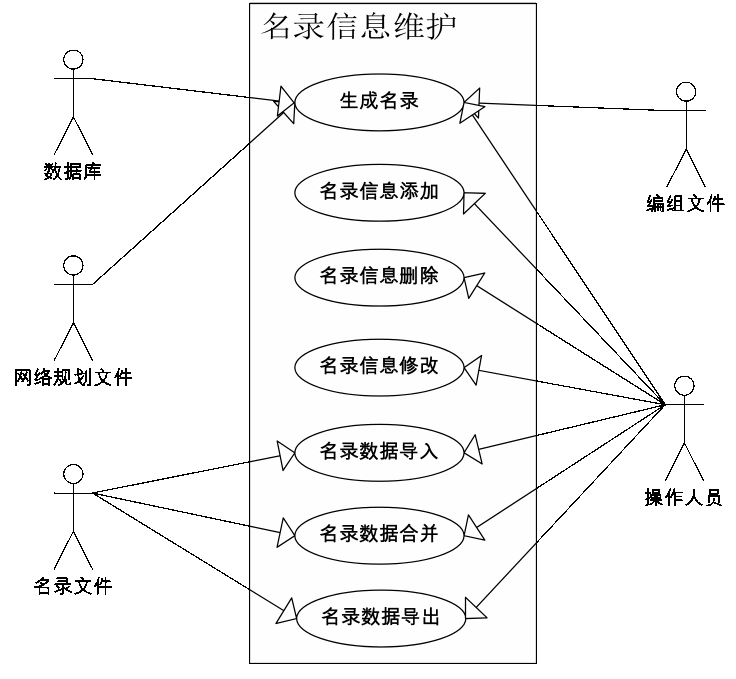 名录信息维护
生成名录
名录信息添加
名录信息删除
名录信息修改
名录数据导入
名录数据合并
名录数据导出
数据库
网络规划文件
名录文件
编组文件
操作人员